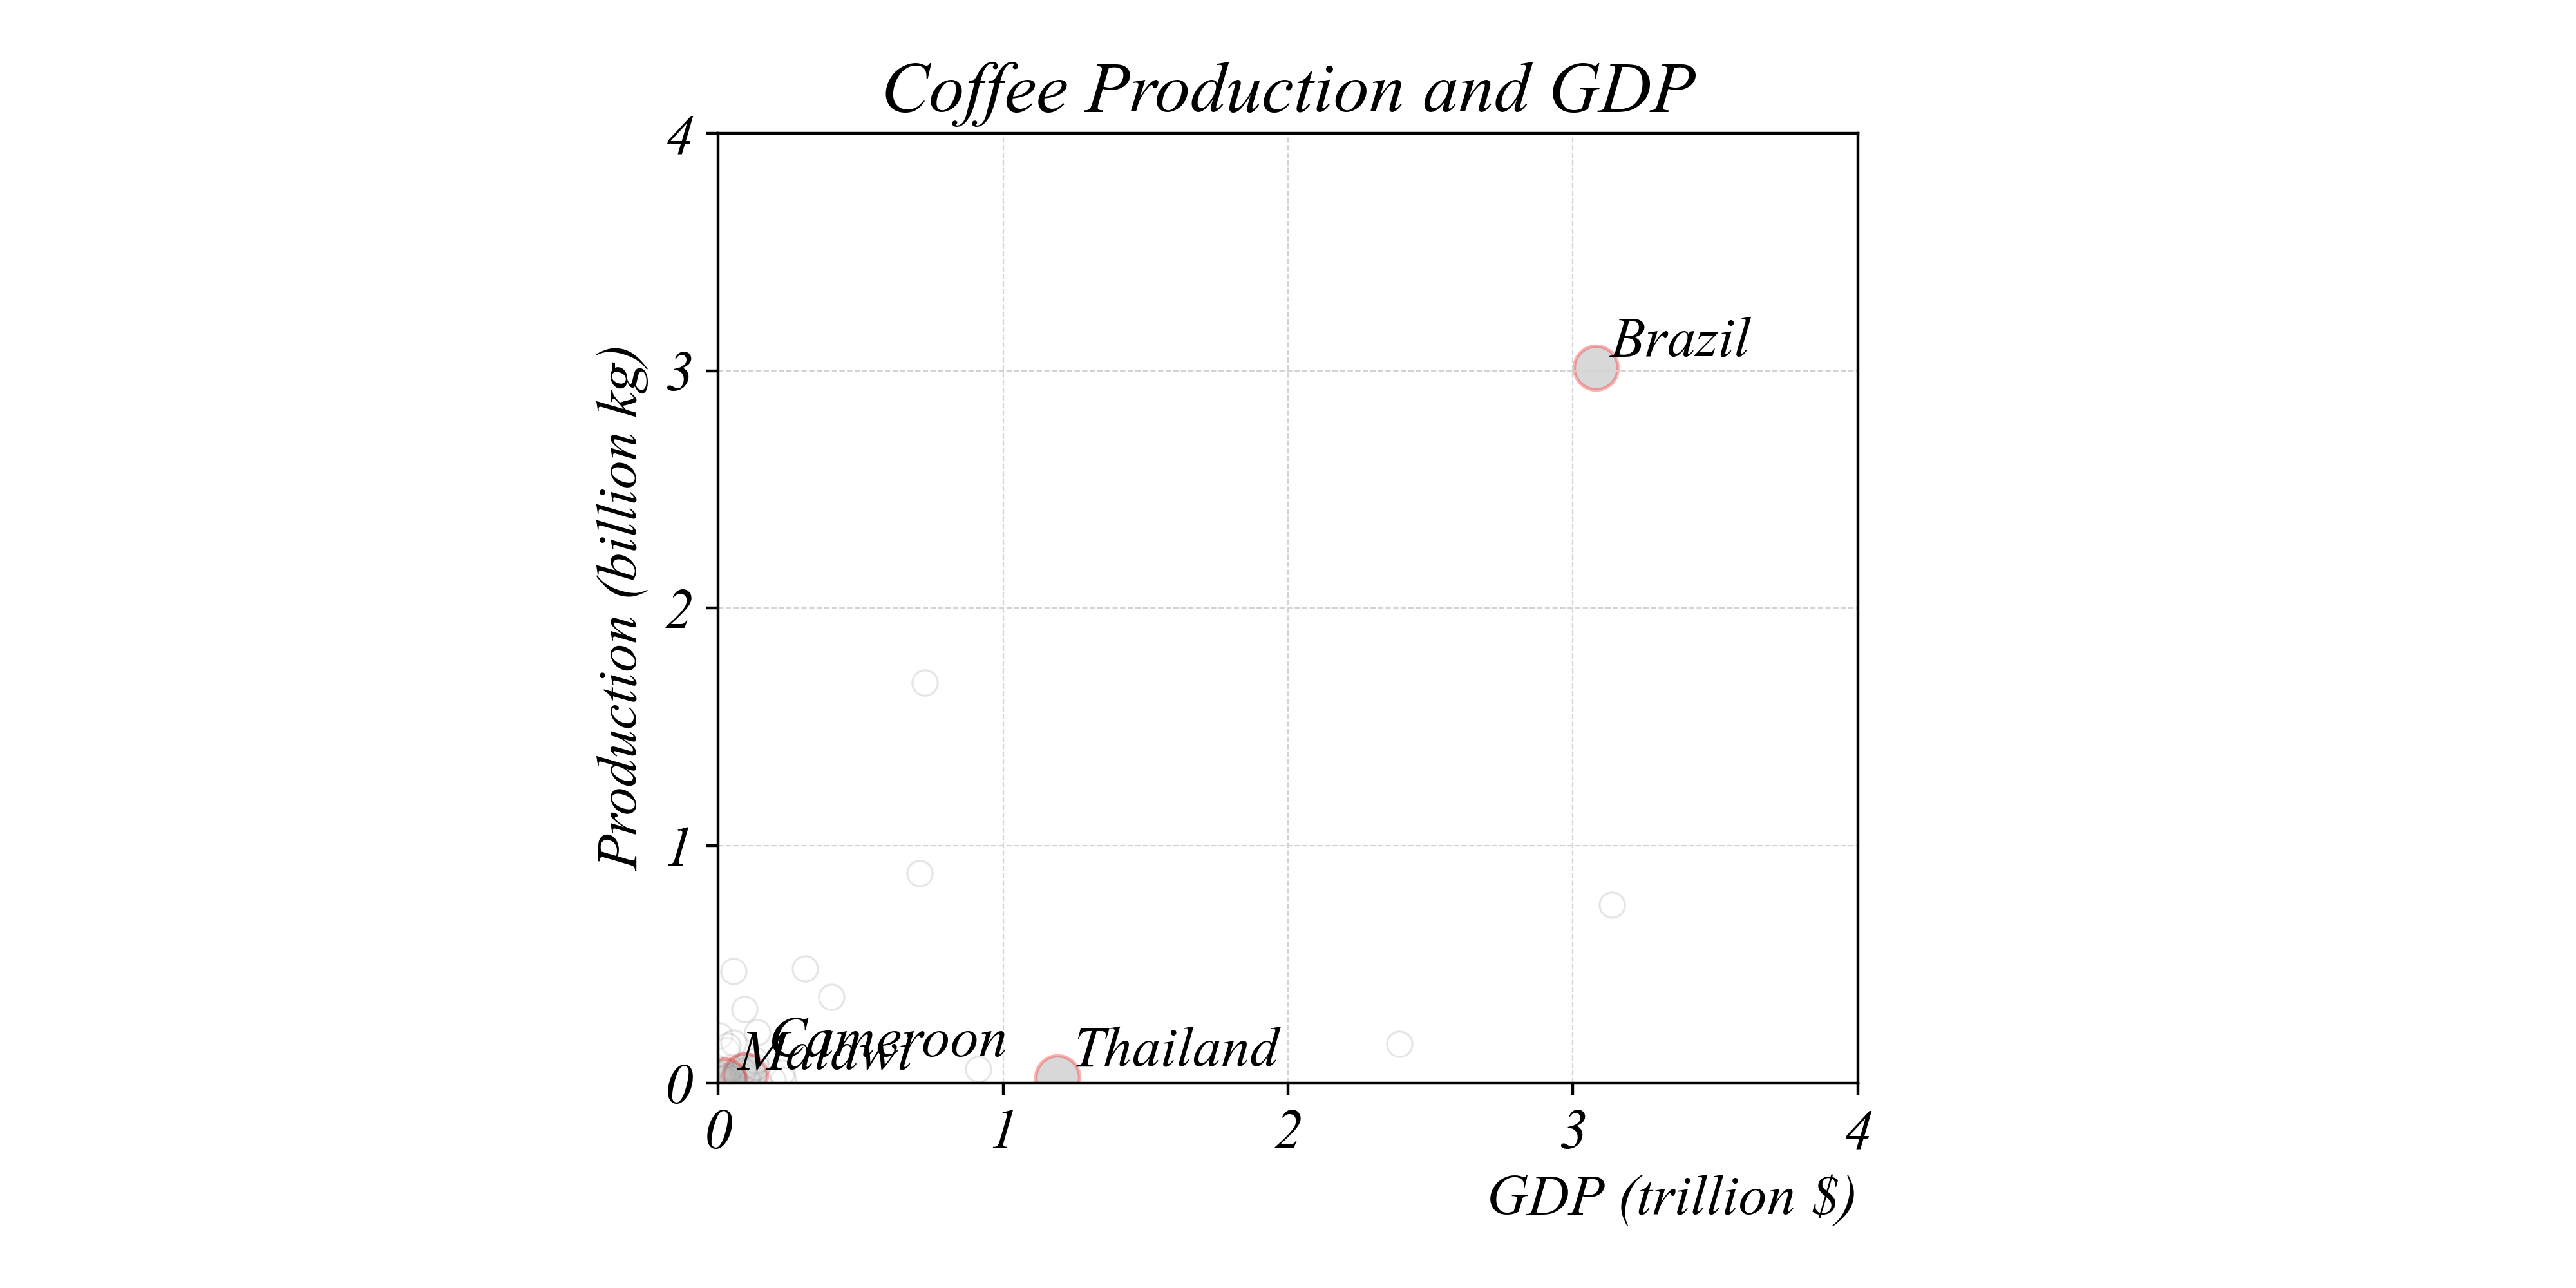 Coffee Production and GDP
4
3
2
1
0
Production (billion kg)
Brazil
Cameroon
Malawi
Thailand
0 1 2 3 4
GDP (trillion $)